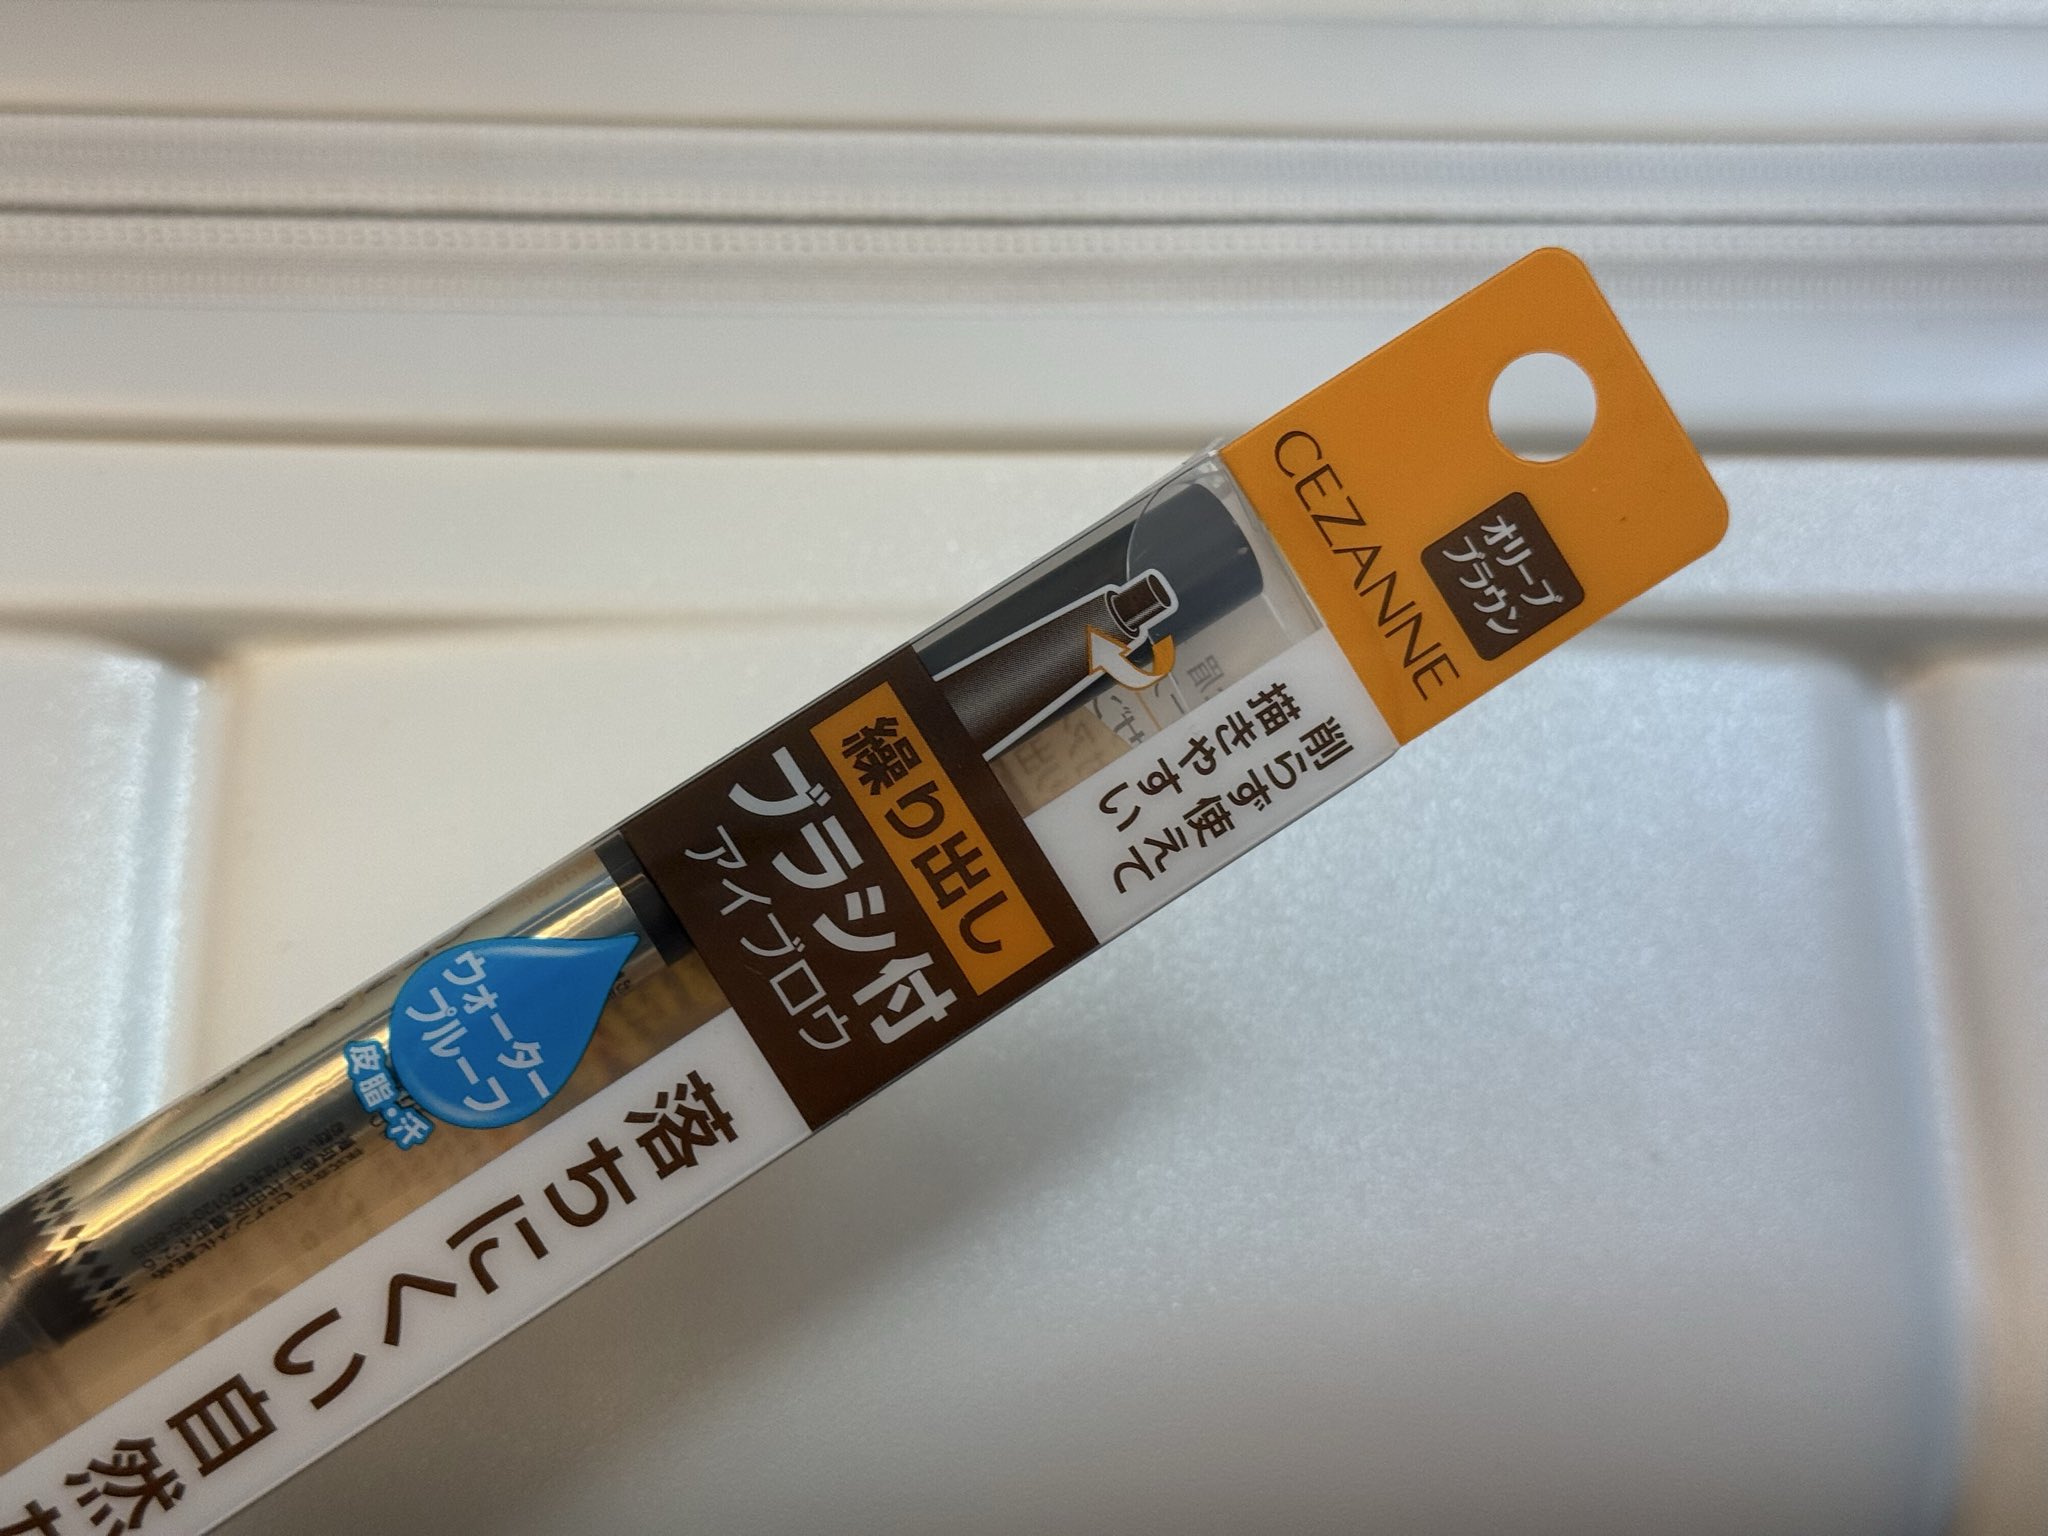 オリーブ
ブラウン
CEZANNE
削らず使えて
描きやすい
繰り出し
ブラシ付
アイブロウ
ウォーター
プルーフ
皮脂・汗
落ちにくい自然